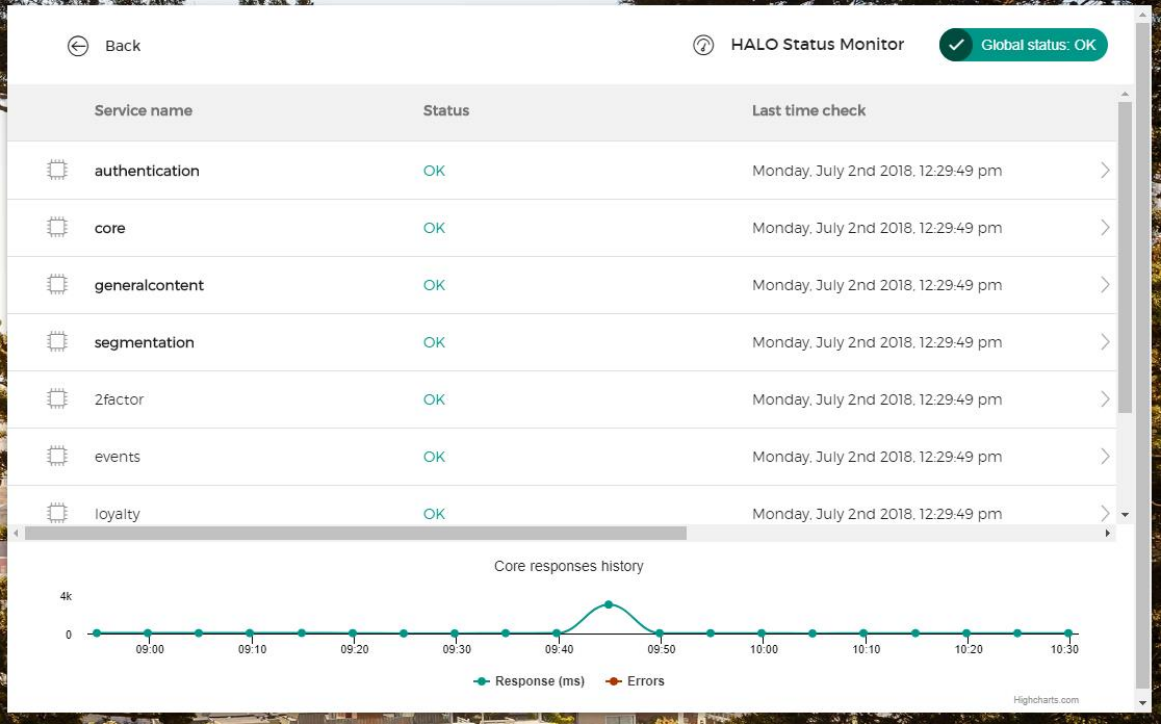 Back
HALO Status Monitor
Global status: OK
Service name Status Last time check
authentication OK Monday, July 2nd 2018, 12:29:49 pm
core OK Monday, July 2nd 2018, 12:29:49 pm
generalcontent OK Monday, July 2nd 2018, 12:29:49 pm
segmentation OK Monday, July 2nd 2018, 12:29:49 pm
2factor OK Monday, July 2nd 2018, 12:29:49 pm
events OK Monday, July 2nd 2018, 12:29:49 pm
loyalty OK Monday, July 2nd 2018, 12:29:49 pm
Core responses history
4k
0
09:00 09:10 09:20 09:30 09:40 09:50 10:00 10:10 10:20 10:30
Response (ms) Errors
Highcharts.com